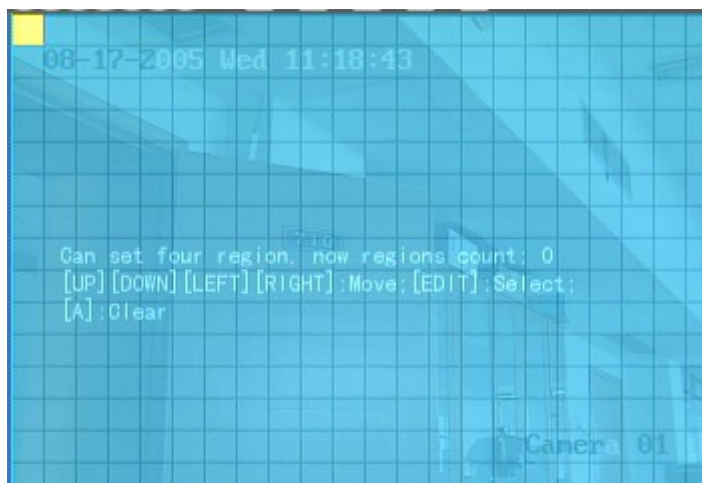 08-17-2005 Wed 11:18:43
Can set four region, now regions count: 0
[UP][DOWN][LEFT][RIGHT]:Move;[EDIT]:Select;
[A]:Clear
Camera 01